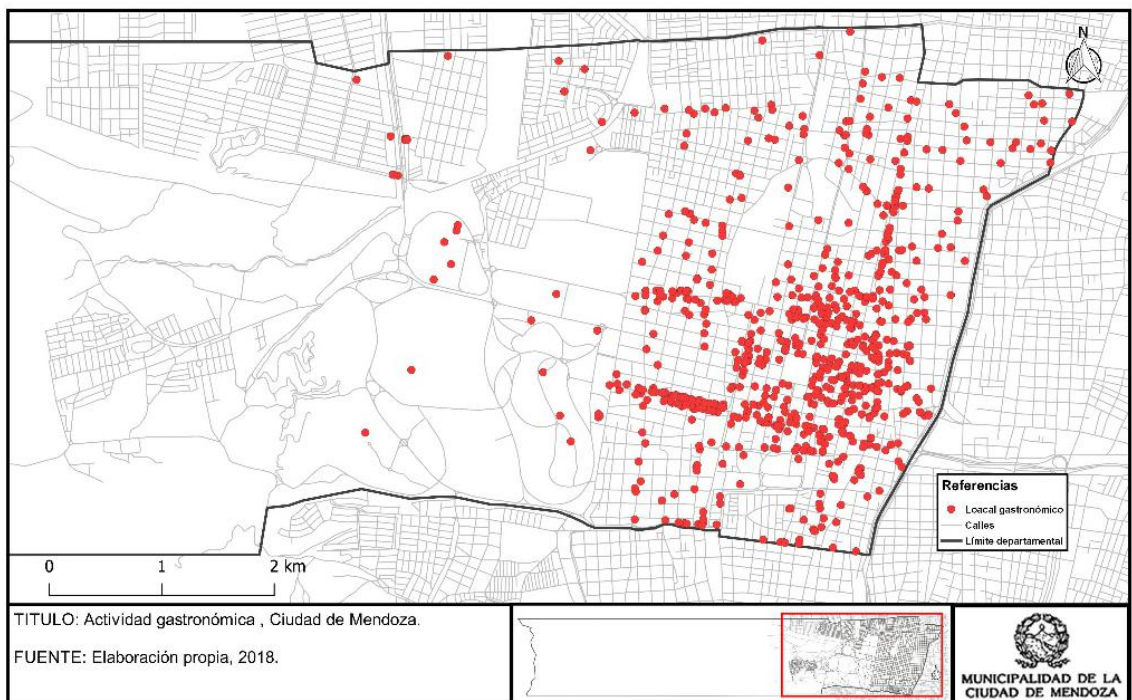 N
Referencias
Loacal gastronómico
Calles
Límite departamental
0 1 2 km
TITULO: Actividad gastronómica , Ciudad de Mendoza.
FUENTE: Elaboración propia, 2018.
MUNICIPALIDAD DE LA
CIUDAD DE MENDOZA